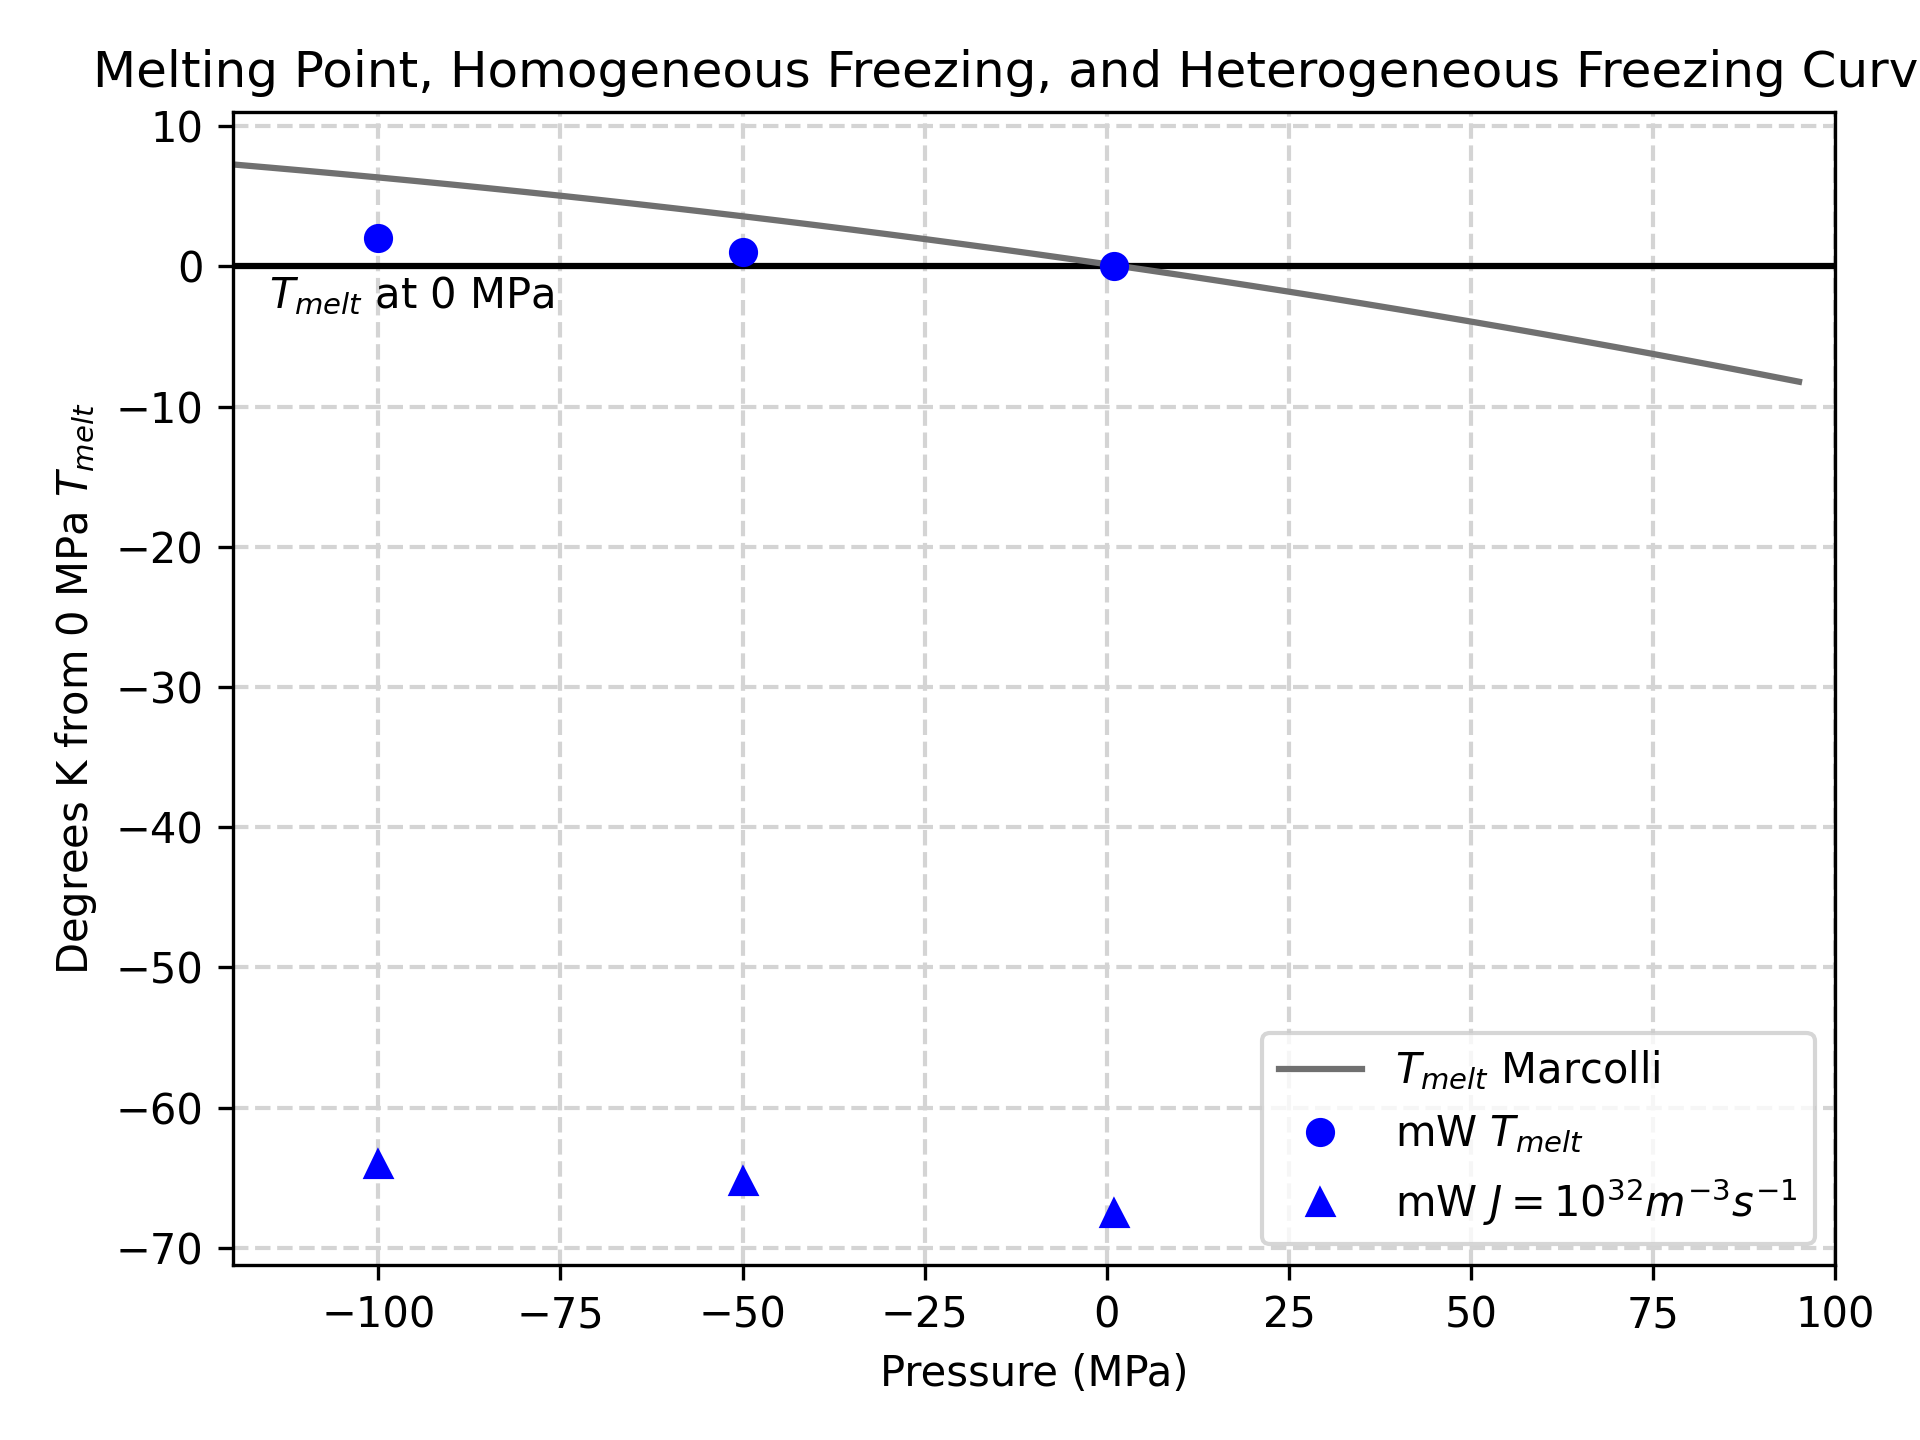 Melting Point, Homogeneous Freezing, and Heterogeneous Freezing Curv
10
0
−10
−20
−30
−40
−50
−60
−70
Degrees K from 0 MPa T_melt
T_melt at 0 MPa
T_melt Marcolli
mW T_melt
mW J = 10^32 m^−3 s^−1
−100 −75 −50 −25 0 25 50 75 100
Pressure (MPa)